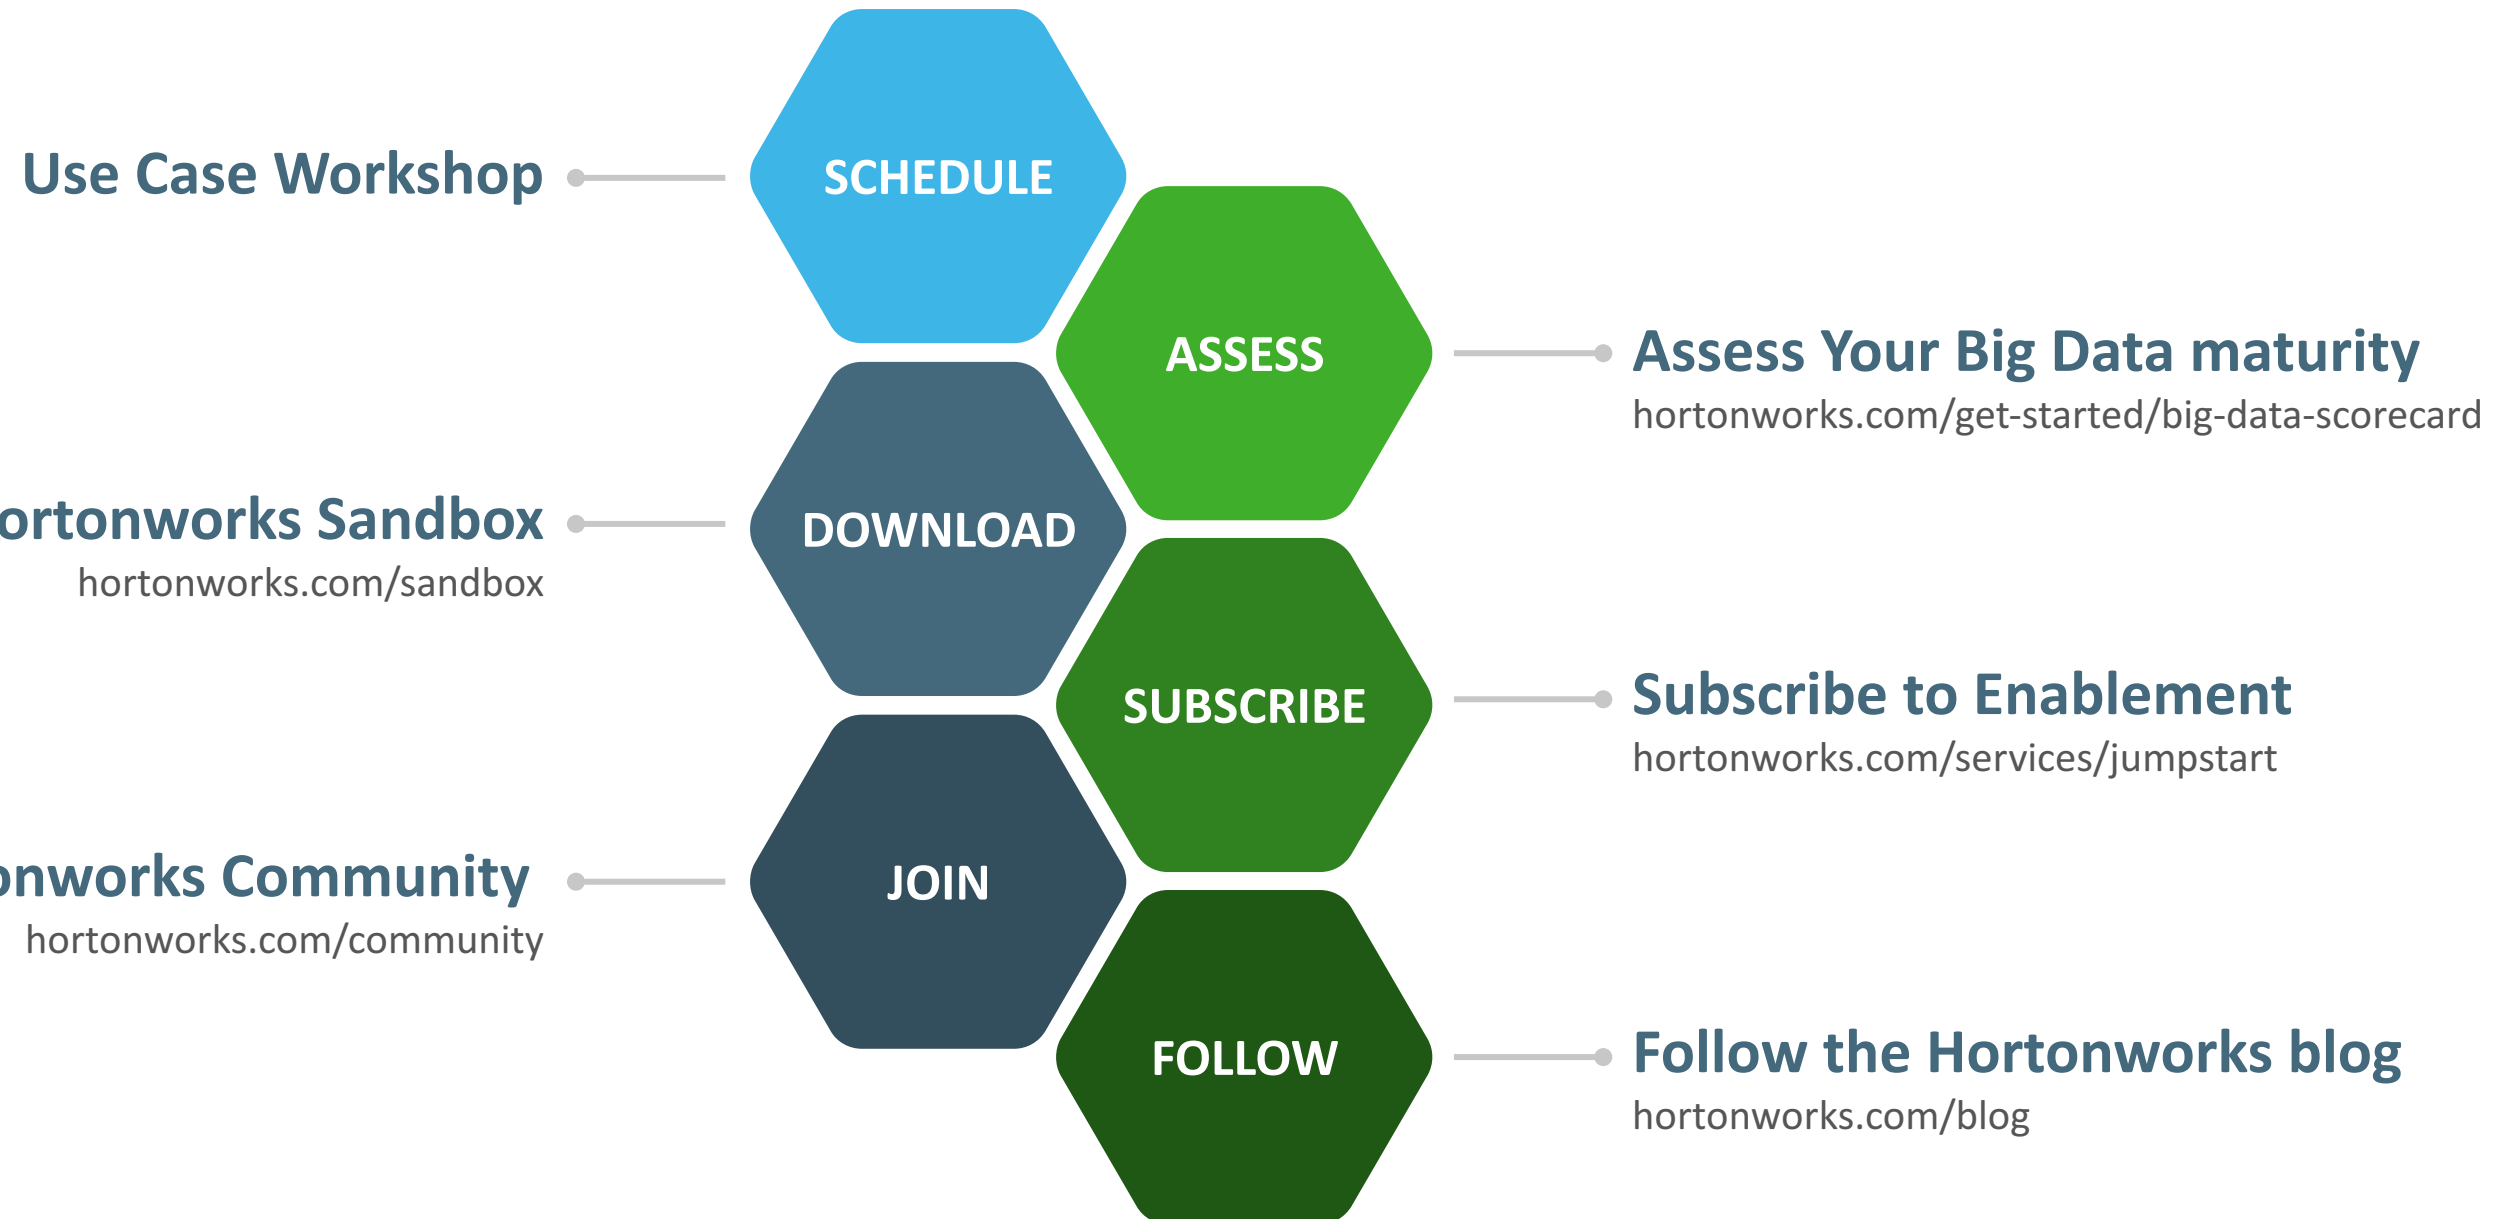 Use Case Workshop
SCHEDULE
ASSESS
Assess Your Big Data maturity
hortonworks.com/get-started/big-data-scorecard
ortonworks Sandbox
hortonworks.com/sandbox
DOWNLOAD
SUBSCRIBE
Subscribe to Enablement
hortonworks.com/services/jumpstart
onworks Community
hortonworks.com/community
JOIN
FOLLOW
Follow the Hortonworks blog
hortonworks.com/blog